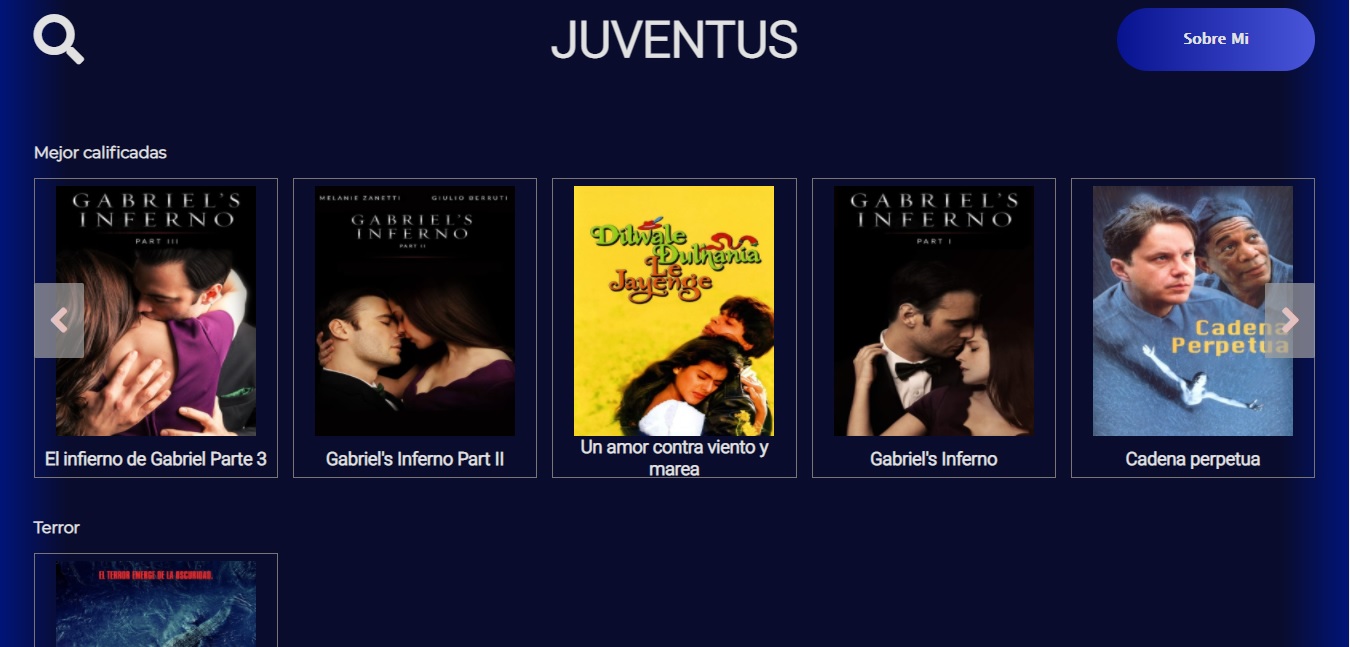 JUVENTUS
Sobre Mi
Mejor calificadas
GABRIEL'S
INFERNO
PART III
El infierno de Gabriel Parte 3
MELANIE ZANETTI GIULIO BERRUTI
GABRIEL'S
INFERNO
PART II
Gabriel's Inferno Part II
Dilwale
Dulhania
Le
Jayenge
Un amor contra viento y
marea
GABRIEL'S
INFERNO
PART I
Gabriel's Inferno
Cadena
Perpetua
Cadena perpetua
Terror
EL TERROR EMERGE DE LA OSCURIDAD.